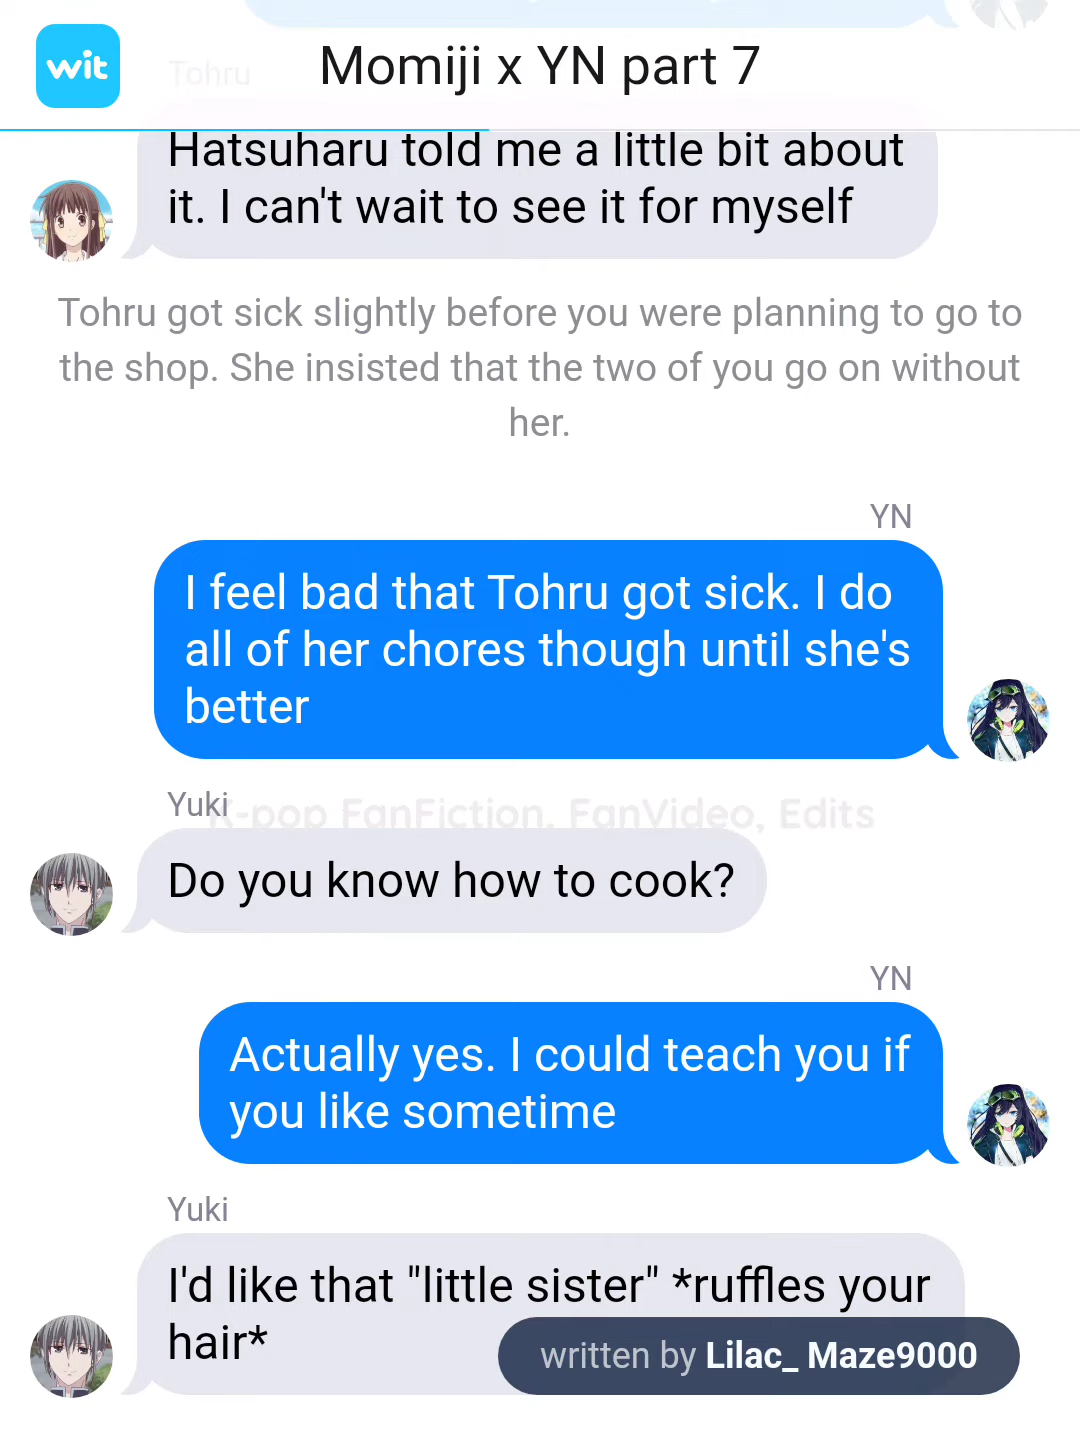 wit
Momiji x YN part 7
Tohru
Hatsuharu told me a little bit about
it. I can't wait to see it for myself
Tohru got sick slightly before you were planning to go to
the shop. She insisted that the two of you go on without
her.
YN
I feel bad that Tohru got sick. I do
all of her chores though until she's
better
Yuki
K-pop FanFiction, FanVideo, Edits
Do you know how to cook?
YN
Actually yes. I could teach you if
you like sometime
Yuki
I'd like that "little sister" *ruffles your
hair*
written by Lilac_ Maze9000